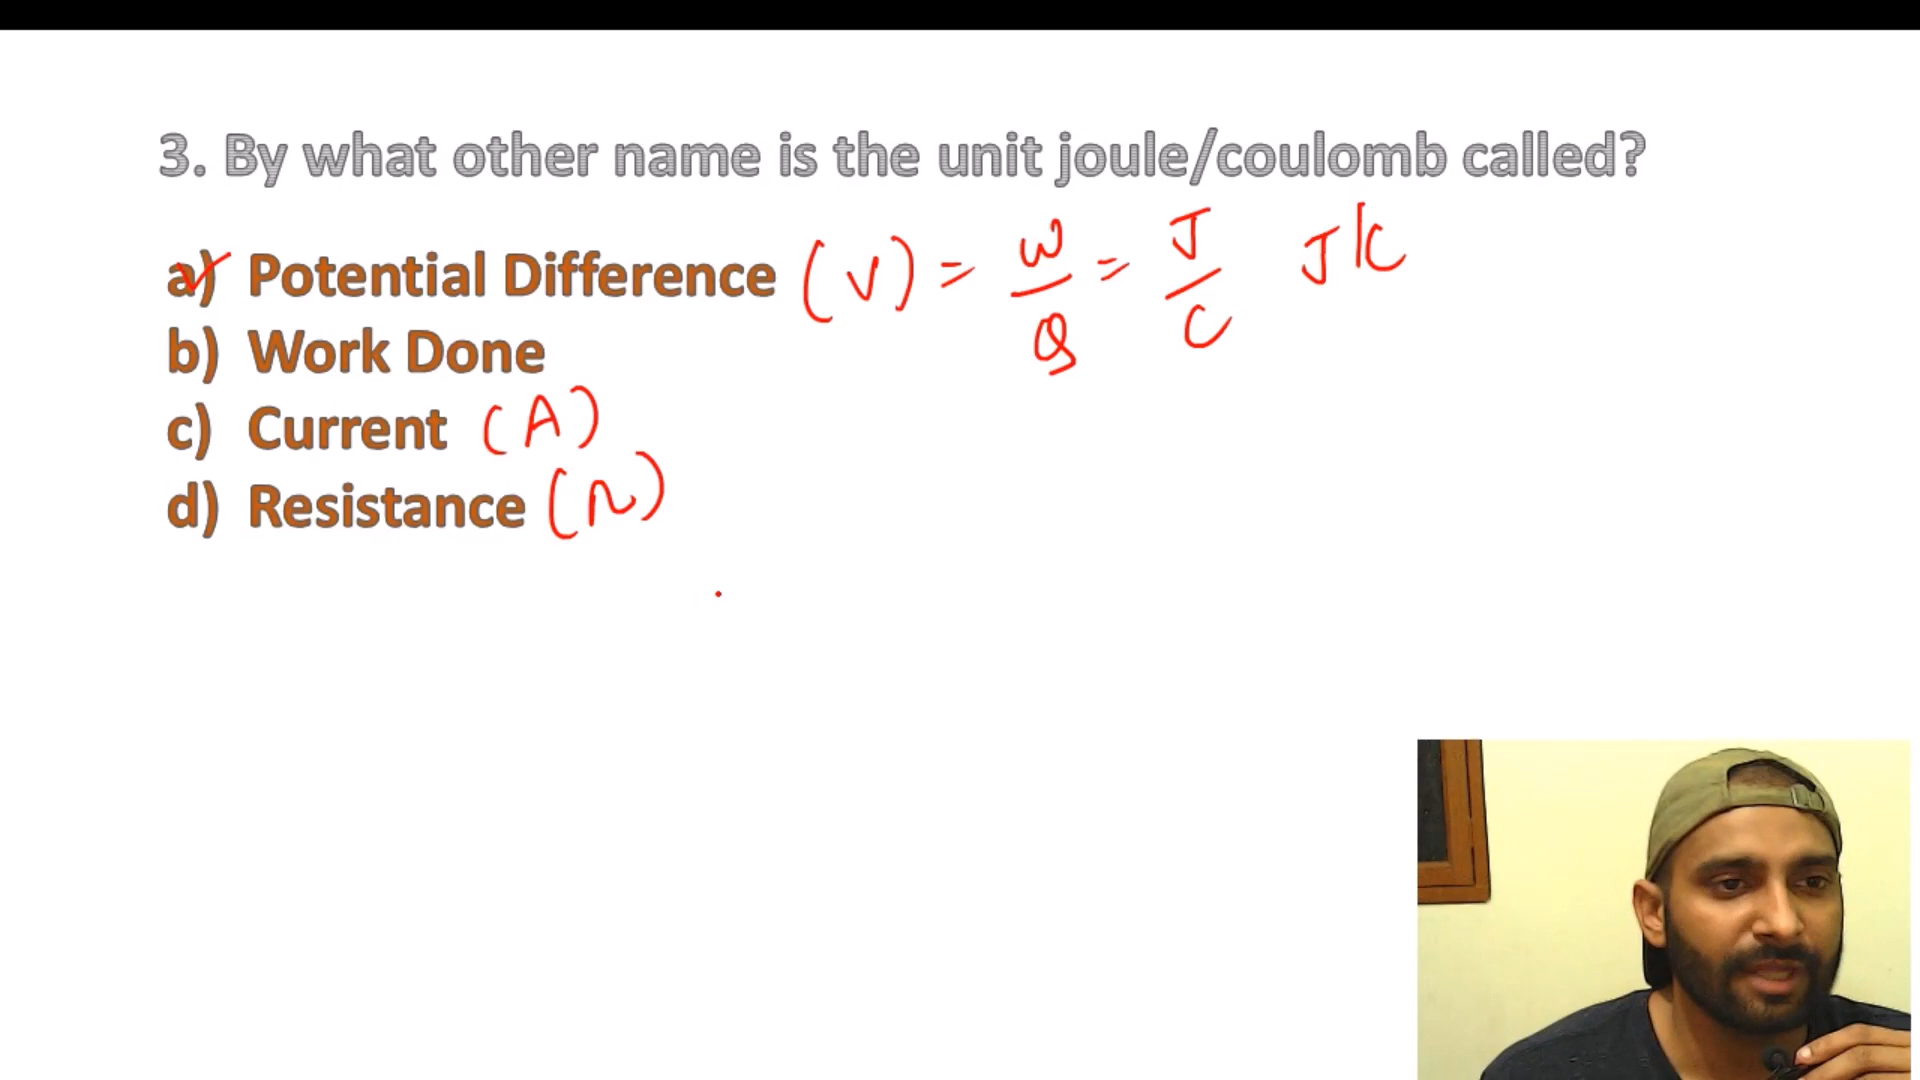 3. By what other name is the unit joule/coulomb called?
a) Potential Difference (V) = W/Q = J/C J/C
b) Work Done
c) Current (A)
d) Resistance (Ω)